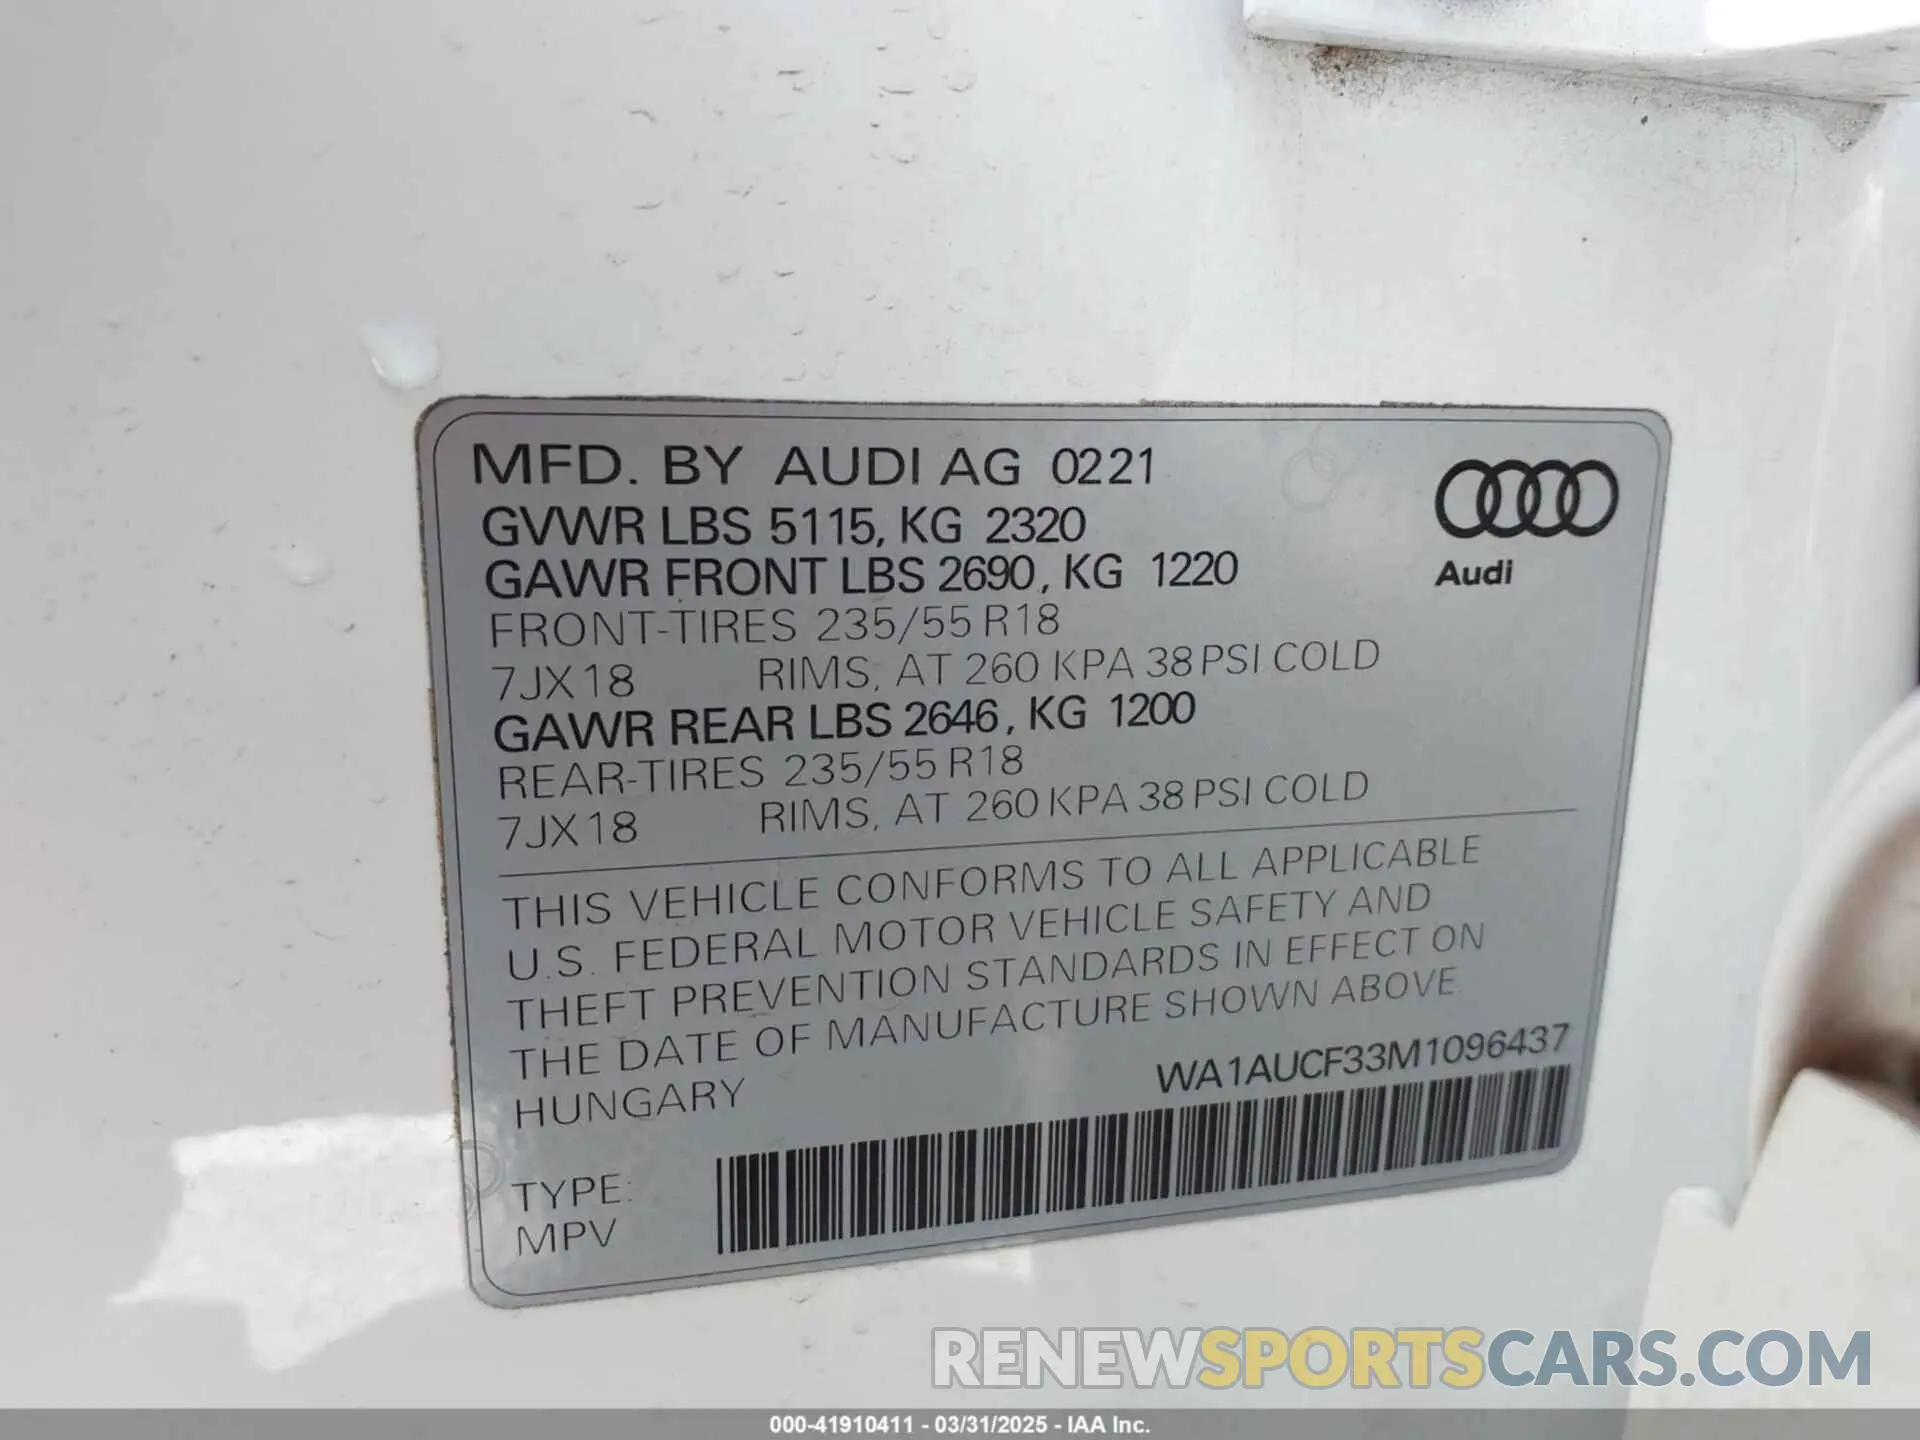 MFD. BY AUDI AG 0221
GVWR LBS 5115, KG 2320
GAWR FRONT LBS 2690, KG 1220
FRONT-TIRES 235/55 R18
7JX18 RIMS, AT 260 KPA 38 PSI COLD
GAWR REAR LBS 2646, KG 1200
REAR-TIRES 235/55 R18
7JX18 RIMS, AT 260 KPA 38 PSI COLD
Audi
THIS VEHICLE CONFORMS TO ALL APPLICABLE
U.S. FEDERAL MOTOR VEHICLE SAFETY AND
THEFT PREVENTION STANDARDS IN EFFECT ON
THE DATE OF MANUFACTURE SHOWN ABOVE.
HUNGARY
WA1AUCF33M1096437
TYPE:
MPV
RENEWSPORTSCARS.COM
000-41910411 - 03/31/2025 - IAA Inc.